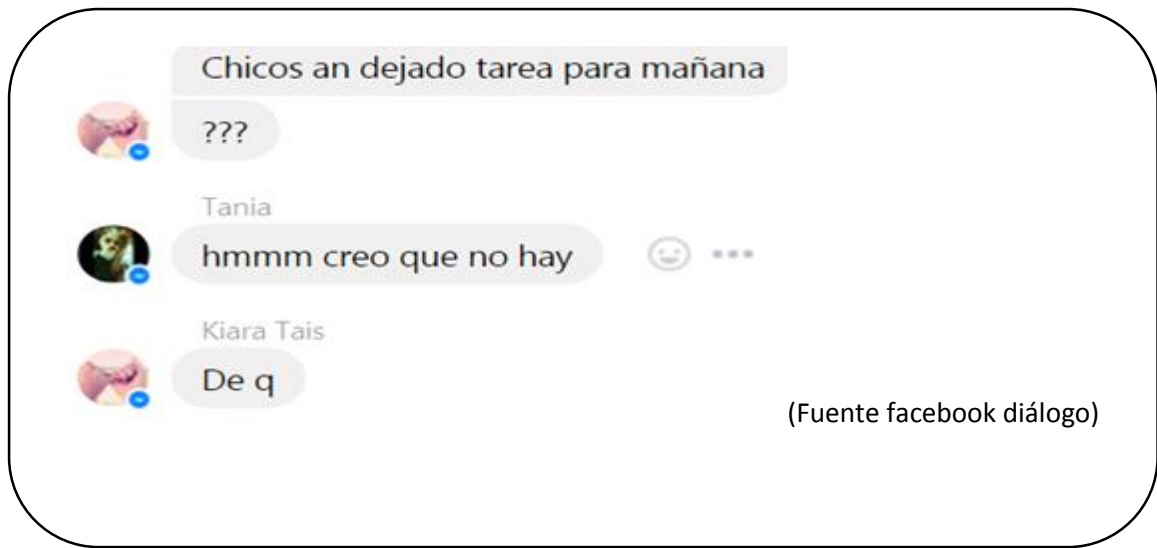 Chicos an dejado tarea para mañana
???
Tania
hmmm creo que no hay
Kiara Tais
De q
(Fuente facebook diálogo)